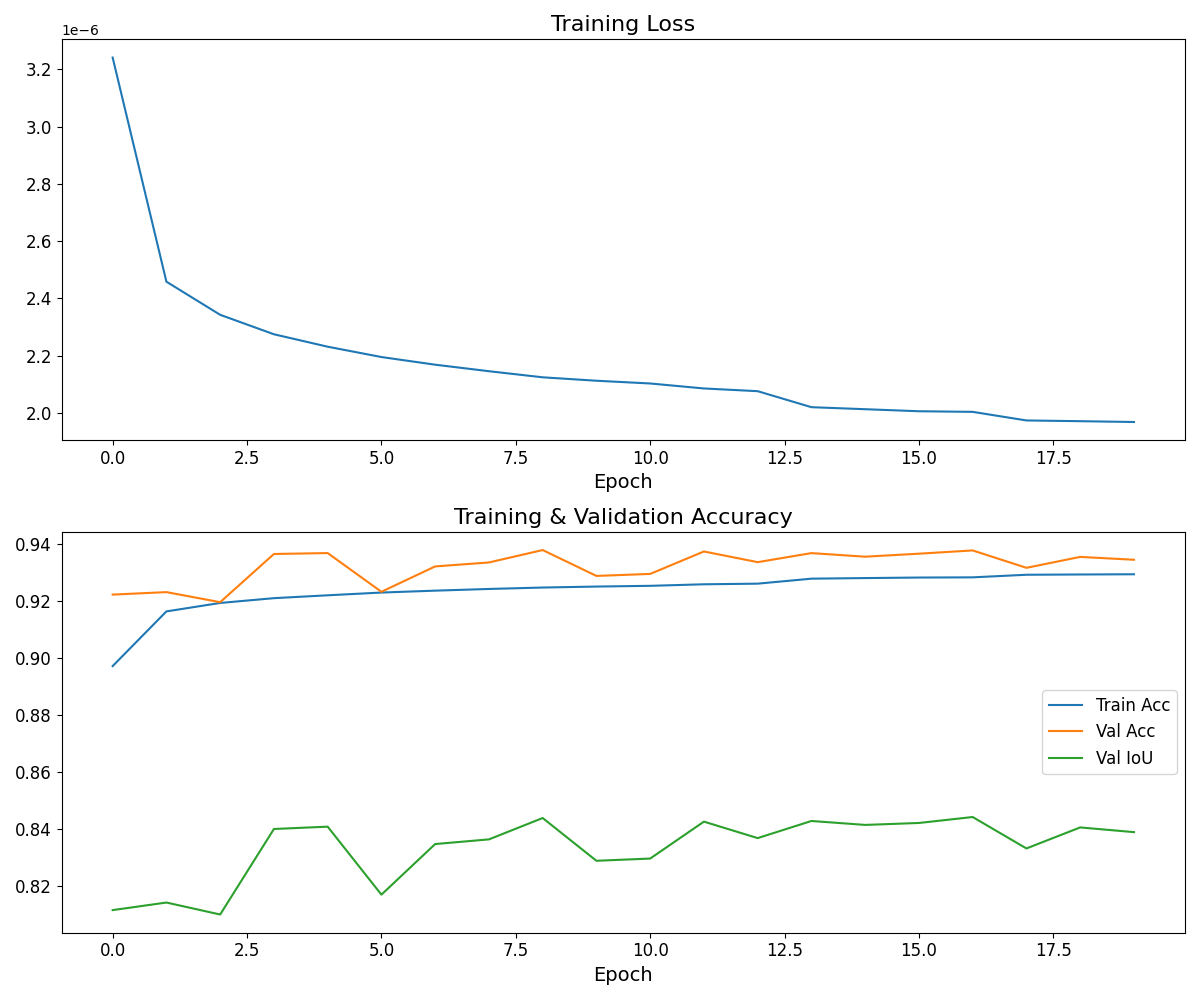 Training Loss
1e−6
3.2
3.0
2.8
2.6
2.4
2.2
2.0
0.0 2.5 5.0 7.5 10.0 12.5 15.0 17.5
Epoch
Training & Validation Accuracy
0.94
0.92
0.90
0.88
0.86
0.84
0.82
Train Acc
Val Acc
Val IoU
0.0 2.5 5.0 7.5 10.0 12.5 15.0 17.5
Epoch